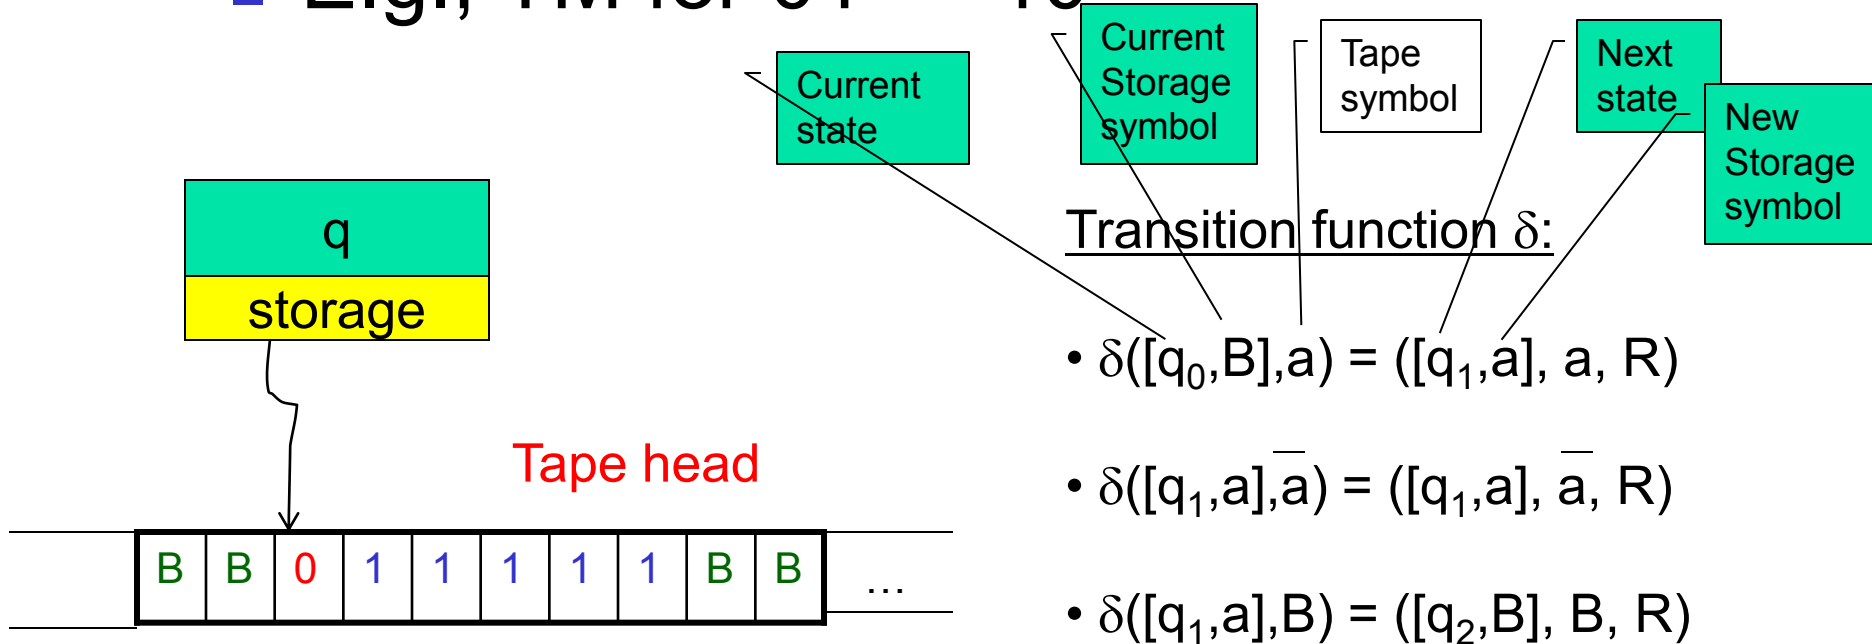 Current
state
Current
Storage
symbol
Tape
symbol
Next
state
New
Storage
symbol
q
storage
Transition function δ:
• δ([q₀,B],a) = ([q₁,a], a, R)
Tape head
• δ([q₁,a],a̅) = ([q₁,a], a̅, R)
B B 0 1 1 1 1 1 B B ...
• δ([q₁,a],B) = ([q₂,B], B, R)